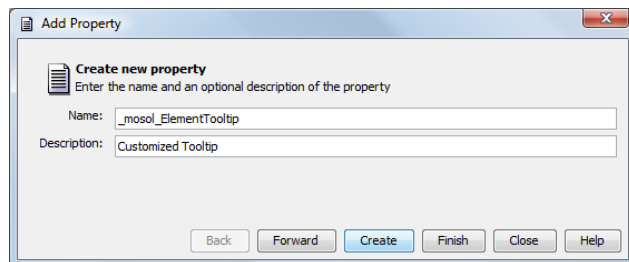 Add Property
Create new property
Enter the name and an optional description of the property
Name: _mosol_ElementTooltip
Description: Customized Tooltip
Back Forward Create Finish Close Help